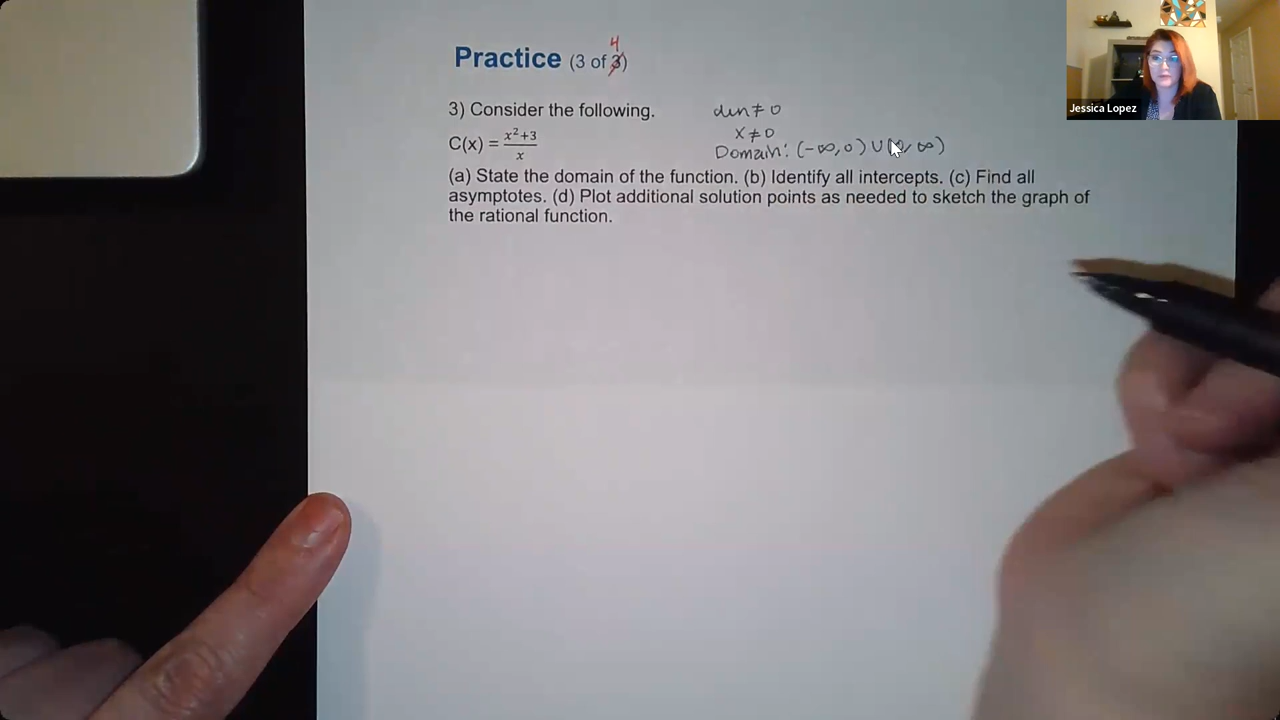 Practice (3 of 3)
4
3) Consider the following.
C(x) = x²+3/x
den ≠ 0
x ≠ 0
Domain: (-∞,0) ∪ (0, ∞)
(a) State the domain of the function. (b) Identify all intercepts. (c) Find all
asymptotes. (d) Plot additional solution points as needed to sketch the graph of
the rational function.
Jessica Lopez